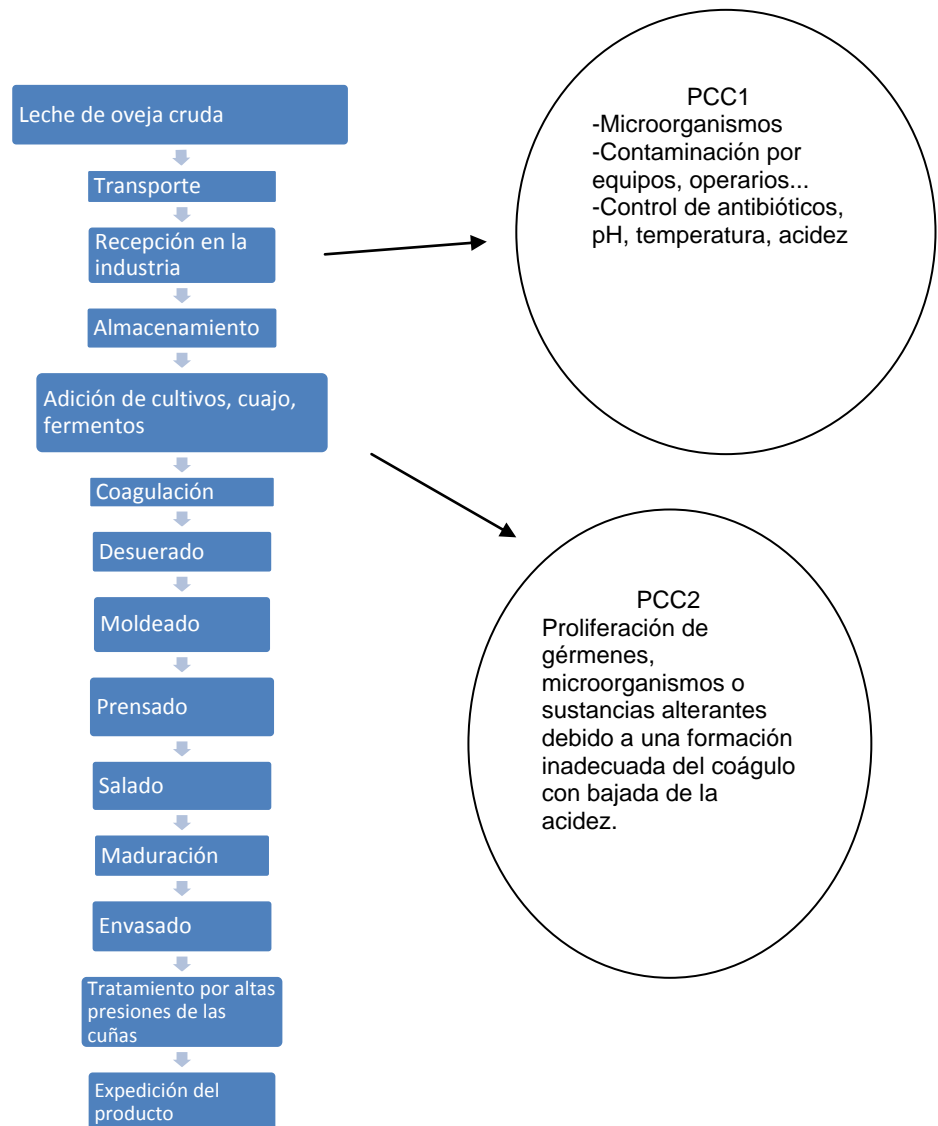 Leche de oveja cruda
Transporte
Recepción en la
industria
Almacenamiento
Adición de cultivos, cuajo,
fermentos
Coagulación
Desuerado
Moldeado
Prensado
Salado
Maduración
Envasado
Tratamiento por altas
presiones de las
cuñas
Expedición del
producto
PCC1
-Microorganismos
-Contaminación por
equipos, operarios...
-Control de antibióticos,
pH, temperatura, acidez
PCC2
Proliferación de
gérmenes,
microorganismos o
sustancias alterantes
debido a una formación
inadecuada del coágulo
con bajada de la
acidez.